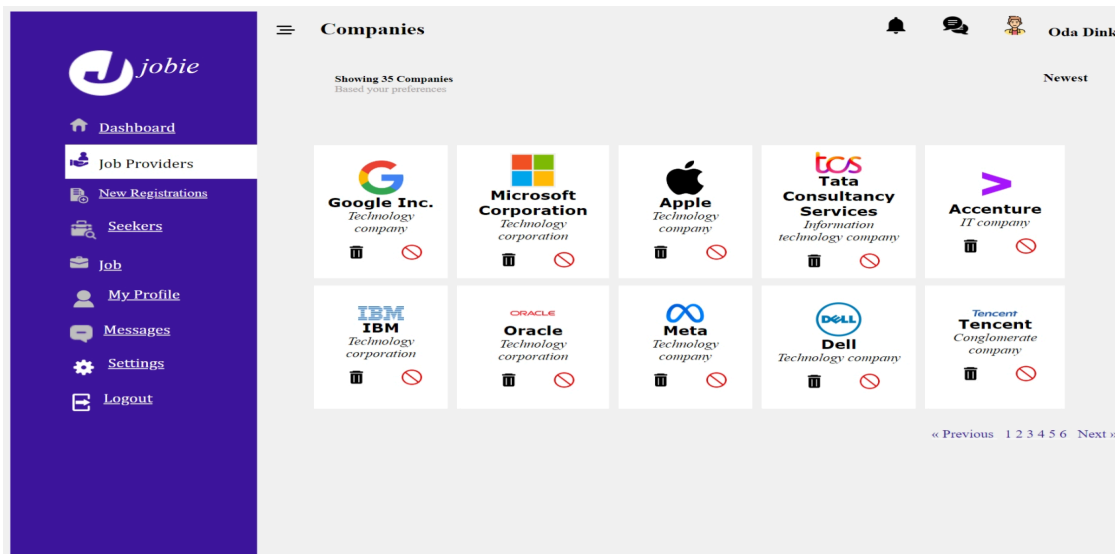 Companies
Oda Dink
jobie
Showing 35 Companies
Based your preferences
Newest
Dashboard
Job Providers
New Registrations
Seekers
Job
My Profile
Messages
Settings
Logout
Google Inc.
Technology
company
Microsoft
Corporation
Technology
corporation
Apple
Technology
company
tcs
Tata
Consultancy
Services
Information
technology company
Accenture
IT company
IBM
IBM
Technology
corporation
ORACLE
Oracle
Technology
corporation
Meta
Technology
company
DELL
Dell
Technology company
Tencent
Tencent
Conglomerate
company
« Previous 1 2 3 4 5 6 Next »